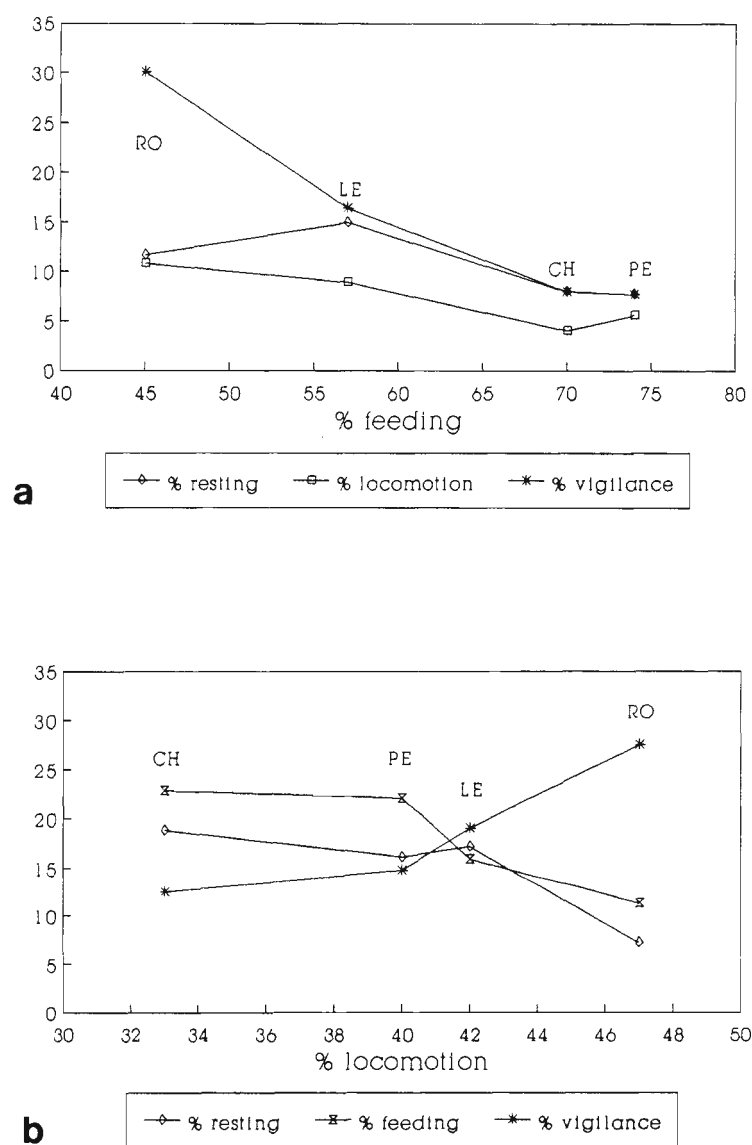 35
30
25
20
15
10
5
0
RO
LE
CH
PE
40 45 50 55 60 65 70 75 80
% feeding
% resting % locomotion % vigilance
a
35
30
25
20
15
10
5
0
RO
CH PE
LE
30 32 34 36 38 40 42 44 46 48 50
% locomotion
% resting % feeding % vigilance
b